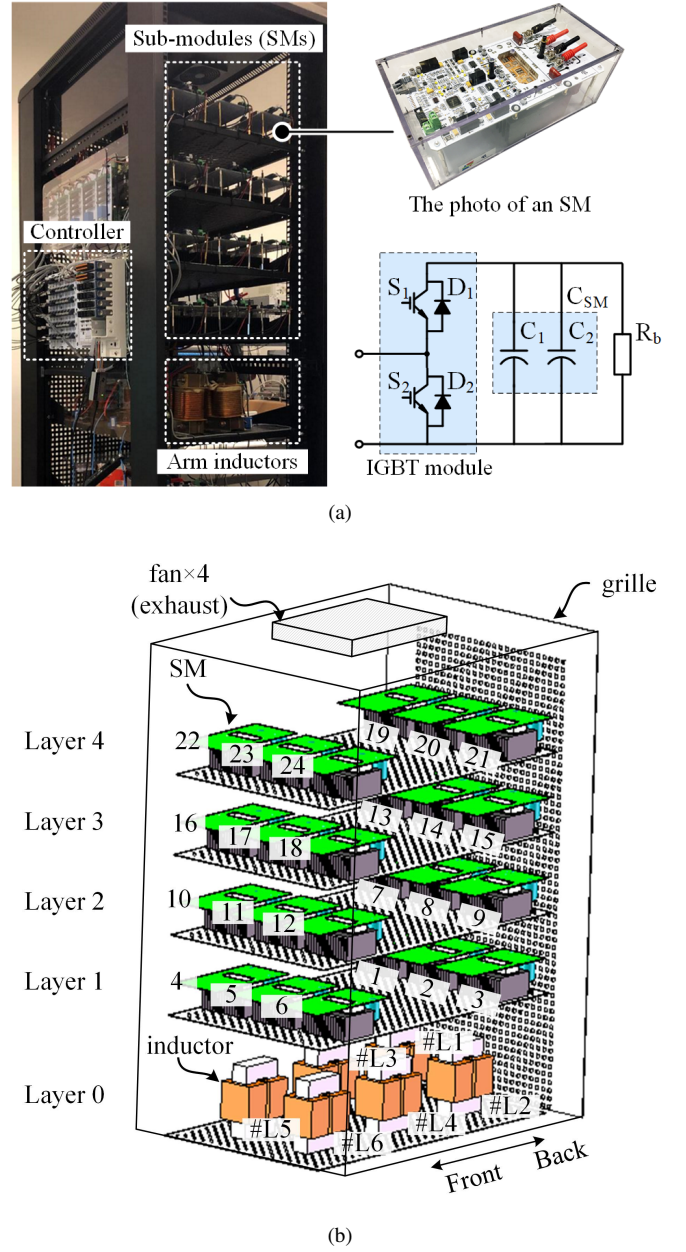 Sub-modules (SMs)
Controller
Arm inductors
The photo of an SM
S1
D1
CSM
C1
C2
Rb
S2
D2
IGBT module
(a)
fan×4
(exhaust)
grille
SM
Layer 4
22
23
24
19
20
21
Layer 3
16
17
18
13
14
15
Layer 2
10
11
12
7
8
9
Layer 1
4
5
6
1
2
3
inductor
Layer 0
#L3
#L1
#L5
#L6
#L4
#L2
Front
Back
(b)